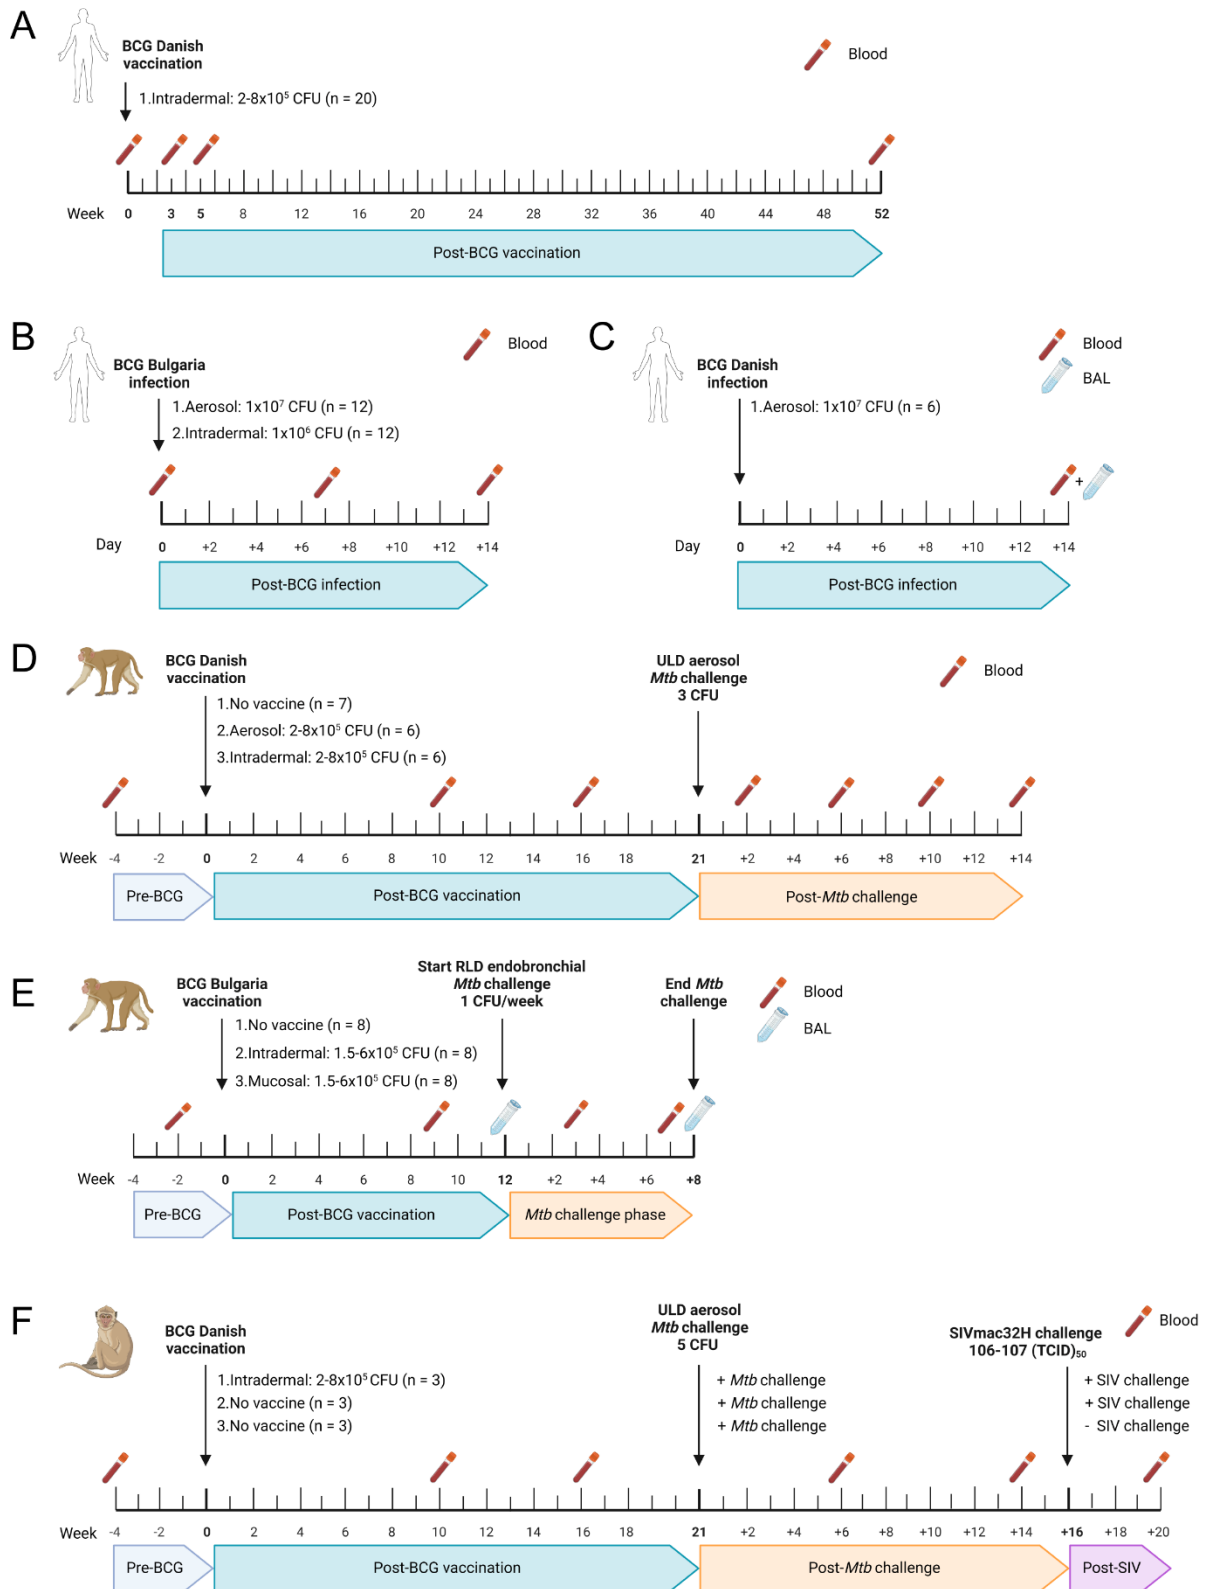 A
BCG Danish
vaccination
Blood
1.Intradermal: 2-8x10⁵ CFU (n = 20)
Week 0 3 5 8 12 16 20 24 28 32 36 40 44 48 52
Post-BCG vaccination
B
BCG Bulgaria
infection
Blood
1.Aerosol: 1x10⁷ CFU (n = 12)
2.Intradermal: 1x10⁶ CFU (n = 12)
Day 0 +2 +4 +6 +8 +10 +12 +14
Post-BCG infection
C
BCG Danish
infection
Blood
BAL
1.Aerosol: 1x10⁷ CFU (n = 6)
+
Day 0 +2 +4 +6 +8 +10 +12 +14
Post-BCG infection
D
BCG Danish
vaccination
ULD aerosol
Mtb challenge
3 CFU
Blood
1.No vaccine (n = 7)
2.Aerosol: 2-8x10⁵ CFU (n = 6)
3.Intradermal: 2-8x10⁵ CFU (n = 6)
Week -4 -2 0 2 4 6 8 10 12 14 16 18 21 +2 +4 +6 +8 +10 +12 +14
Pre-BCG
Post-BCG vaccination
Post-Mtb challenge
E
BCG Bulgaria
vaccination
Start RLD endobronchial
Mtb challenge
1 CFU/week
End Mtb
challenge
Blood
BAL
1.No vaccine (n = 8)
2.Intradermal: 1.5-6x10⁵ CFU (n = 8)
3.Mucosal: 1.5-6x10⁵ CFU (n = 8)
Week -4 -2 0 2 4 6 8 10 12 +2 +4 +6 +8
Pre-BCG
Post-BCG vaccination
Mtb challenge phase
F
BCG Danish
vaccination
ULD aerosol
Mtb challenge
5 CFU
SIVmac32H challenge
106-107 (TCID)₅₀
Blood
1.Intradermal: 2-8x10⁵ CFU (n = 3)
2.No vaccine (n = 3)
3.No vaccine (n = 3)
+ Mtb challenge
+ Mtb challenge
+ Mtb challenge
+ SIV challenge
+ SIV challenge
- SIV challenge
Week -4 -2 0 2 4 6 8 10 12 14 16 18 21 +2 +4 +6 +8 +10 +12 +14 +16 +18 +20
Pre-BCG
Post-BCG vaccination
Post-Mtb challenge
Post-SIV